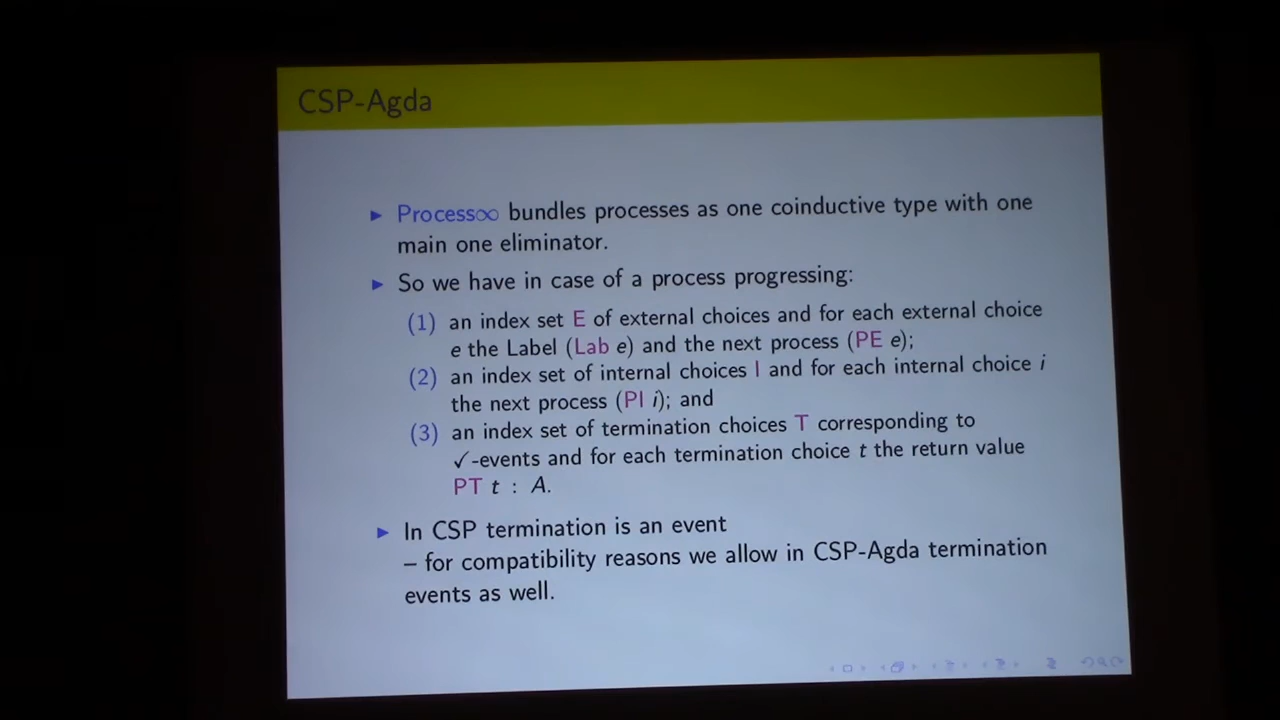 CSP-Agda
▶ Process∞ bundles processes as one coinductive type with one
main one eliminator.
▶ So we have in case of a process progressing:
(1) an index set E of external choices and for each external choice
e the Label (Lab e) and the next process (PE e);
(2) an index set of internal choices I and for each internal choice i
the next process (PI i); and
(3) an index set of termination choices T corresponding to
✓-events and for each termination choice t the return value
PT t : A.
▶ In CSP termination is an event
– for compatibility reasons we allow in CSP-Agda termination
events as well.